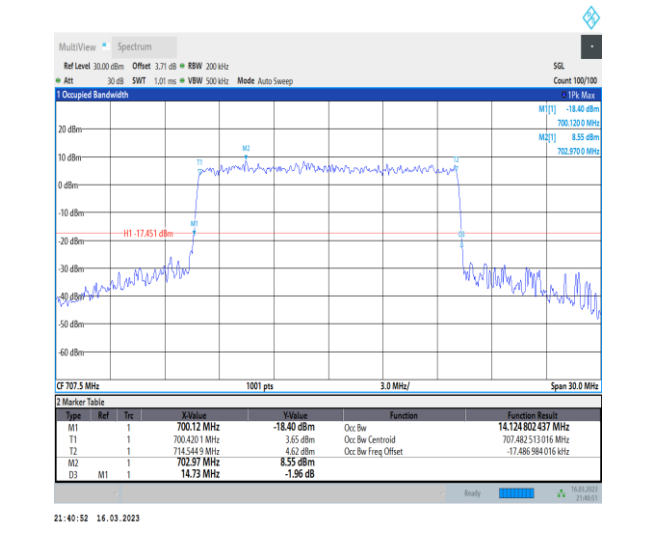 MultiView Spectrum
Ref Level 30.00 dBm Offset 3.71 dB RBW 200 kHz SGL
Att 30 dB SWT 1.01 ms VBW 500 kHz Mode Auto Sweep Count 100/100
1 Occupied Bandwidth 1Pk Max
M1[1] -18.40 dBm
700.120 0 MHz
M2[1] 8.55 dBm
702.970 0 MHz
20 dBm
M2
10 dBm
T1 T2
0 dBm
-10 dBm
M1
H1 -17.451 dBm
D3
-20 dBm
-30 dBm
-40 dBm
-50 dBm
-60 dBm
CF 707.5 MHz 1001 pts 3.0 MHz/ Span 30.0 MHz
2 Marker Table
Type Ref Trc X-Value Y-Value Function Function Result
M1 1 700.12 MHz -18.40 dBm Occ Bw 14.124 802 437 MHz
T1 1 700.420 1 MHz 3.65 dBm Occ Bw Centroid 707.482 513 016 MHz
T2 1 714.544 9 MHz 4.62 dBm Occ Bw Freq Offset -17.486 984 016 kHz
M2 1 702.97 MHz 8.55 dBm
D3 M1 1 14.73 MHz -1.96 dB
Ready 16.03.2023
21:40:51
21:40:52 16.03.2023